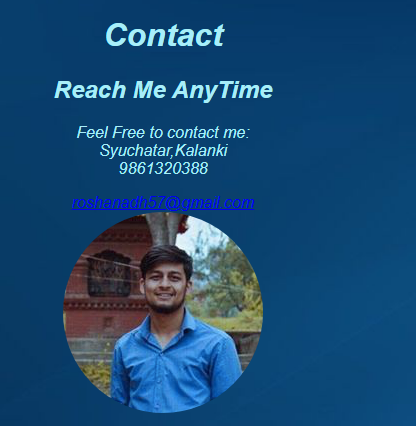 Contact
Reach Me AnyTime
Feel Free to contact me:
Syuchatar,Kalanki
9861320388
roshanadh57@gmail.com